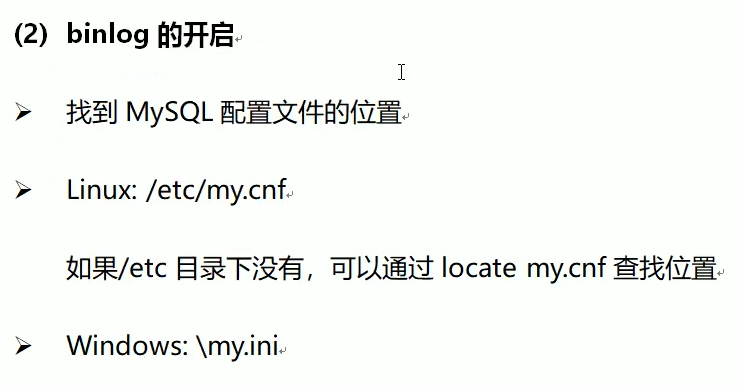 (2) binlog 的开启
➢ 找到 MySQL 配置文件的位置
➢ Linux: /etc/my.cnf
如果/etc 目录下没有，可以通过 locate my.cnf 查找位置
➢ Windows: \my.ini